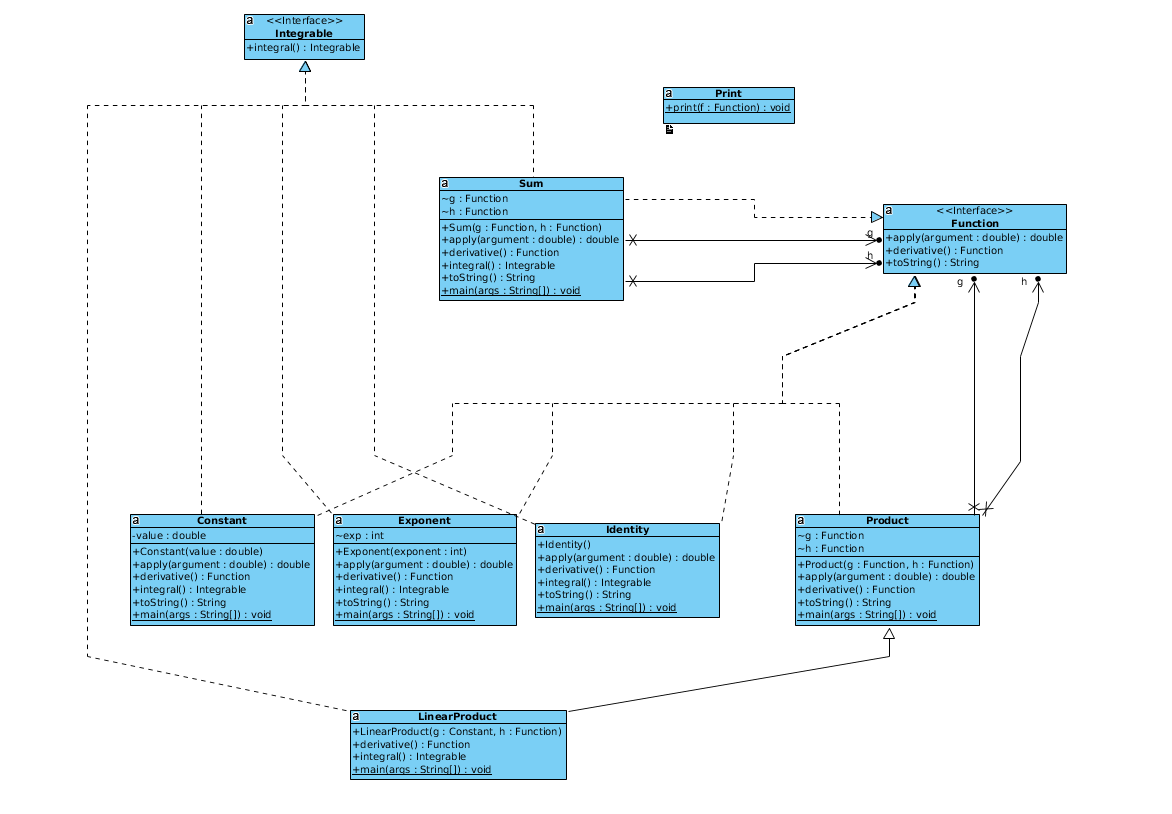 a <<Interface>>
Integrable
+integral() : Integrable
a Print
+print(f : Function) : void
a Sum
~g : Function
~h : Function
+Sum(g : Function, h : Function)
+apply(argument : double) : double
+derivative() : Function
+integral() : Integrable
+toString() : String
+main(args : String[]) : void
a <<Interface>>
Function
+apply(argument : double) : double
+derivative() : Function
+toString() : String
g
h
g
h
a Constant
-value : double
+Constant(value : double)
+apply(argument : double) : double
+derivative() : Function
+integral() : Integrable
+toString() : String
+main(args : String[]) : void
a Exponent
~exp : int
+Exponent(exponent : int)
+apply(argument : double) : double
+derivative() : Function
+integral() : Integrable
+toString() : String
+main(args : String[]) : void
a Identity
+Identity()
+apply(argument : double) : double
+derivative() : Function
+integral() : Integrable
+toString() : String
+main(args : String[]) : void
a Product
~g : Function
~h : Function
+Product(g : Function, h : Function)
+apply(argument : double) : double
+derivative() : Function
+toString() : String
+main(args : String[]) : void
a LinearProduct
+LinearProduct(g : Constant, h : Function)
+derivative() : Function
+integral() : Integrable
+main(args : String[]) : void